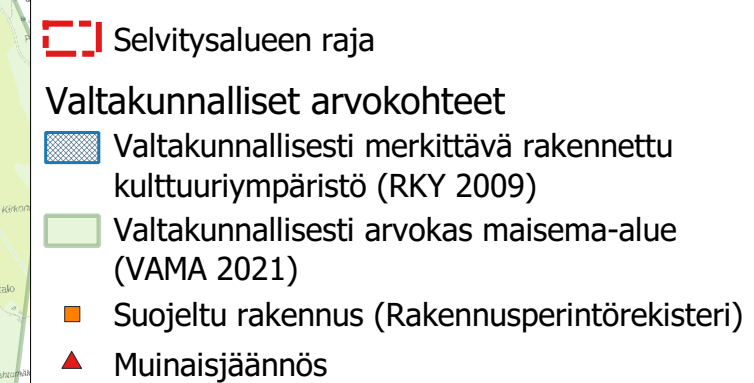 Selvitysalueen raja
Valtakunnalliset arvokohteet
Valtakunnallisesti merkittävä rakennettu
kulttuuriympäristö (RKY 2009)
Valtakunnallisesti arvokas maisema-alue
(VAMA 2021)
Suojeltu rakennus (Rakennusperintörekisteri)
Muinaisjäännös